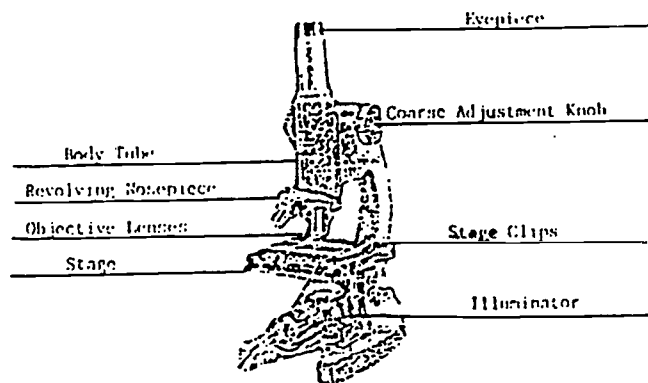 Eyepiece
Coarse Adjustment Knob
Body Tube
Revolving Nosepiece
Objective Lenses
Stage Clips
Stage
Illuminator